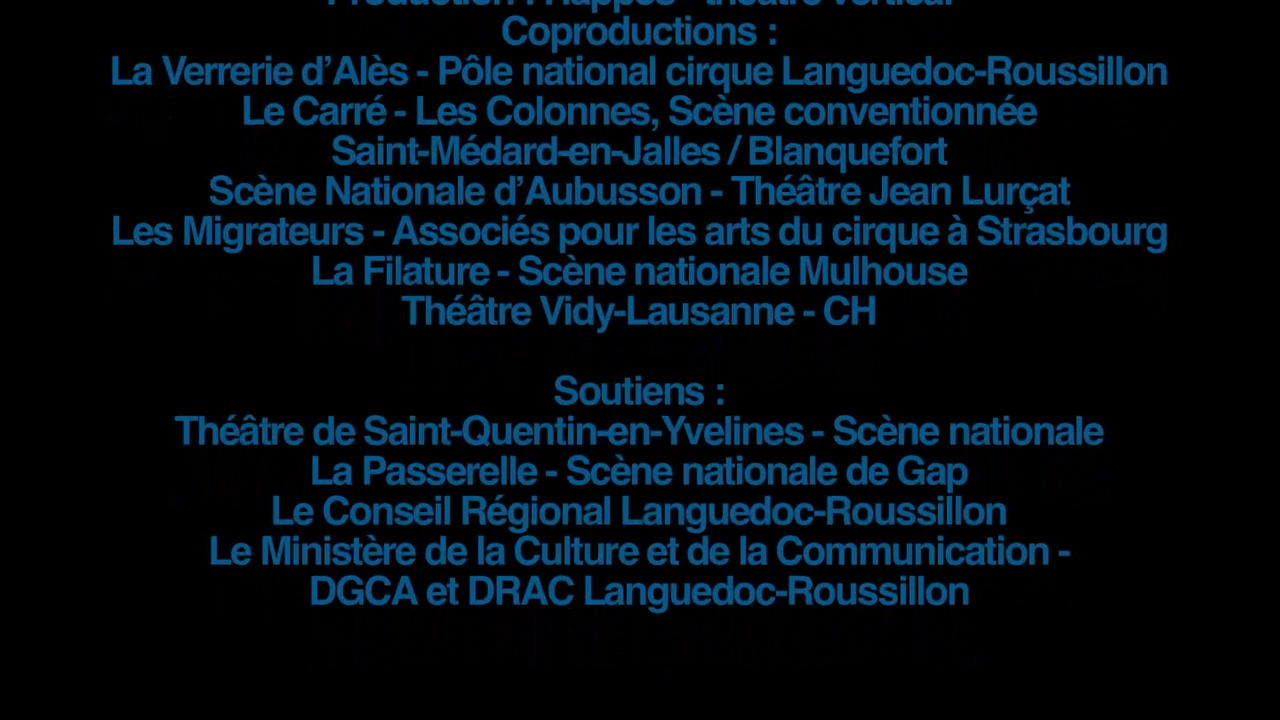 Production : Happés - théâtre vertical
Coproductions :
La Verrerie d’Alès - Pôle national cirque Languedoc-Roussillon
Le Carré - Les Colonnes, Scène conventionnée
Saint-Médard-en-Jalles / Blanquefort
Scène Nationale d’Aubusson - Théâtre Jean Lurçat
Les Migrateurs - Associés pour les arts du cirque à Strasbourg
La Filature - Scène nationale Mulhouse
Théâtre Vidy-Lausanne - CH
Soutiens :
Théâtre de Saint-Quentin-en-Yvelines - Scène nationale
La Passerelle - Scène nationale de Gap
Le Conseil Régional Languedoc-Roussillon
Le Ministère de la Culture et de la Communication -
DGCA et DRAC Languedoc-Roussillon